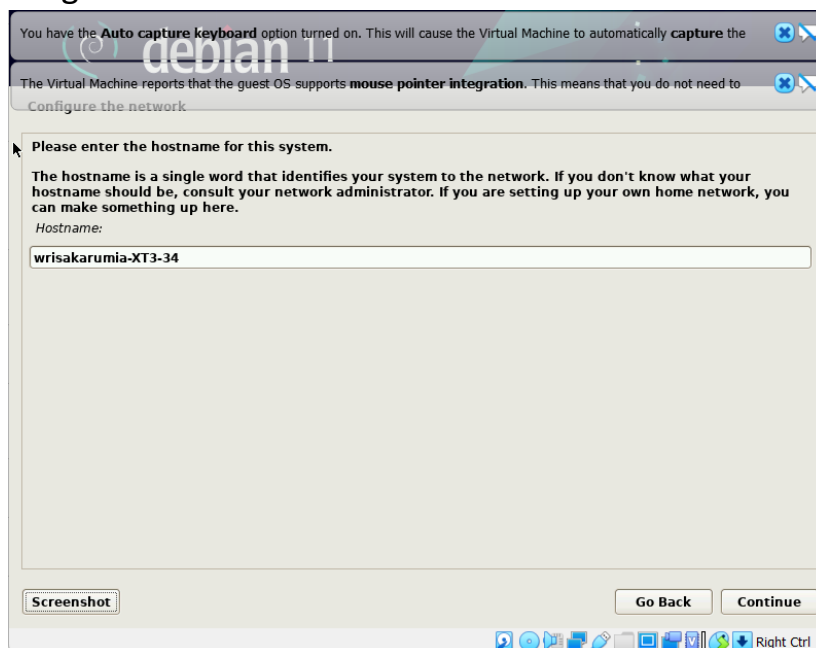 You have the Auto capture keyboard option turned on. This will cause the Virtual Machine to automatically capture the
debian 11
The Virtual Machine reports that the guest OS supports mouse pointer integration. This means that you do not need to
Configure the network
Please enter the hostname for this system.
The hostname is a single word that identifies your system to the network. If you don't know what your
hostname should be, consult your network administrator. If you are setting up your own home network, you
can make something up here.
Hostname:
wrisakarumia-XT3-34
Screenshot
Go Back
Continue
Right Ctrl